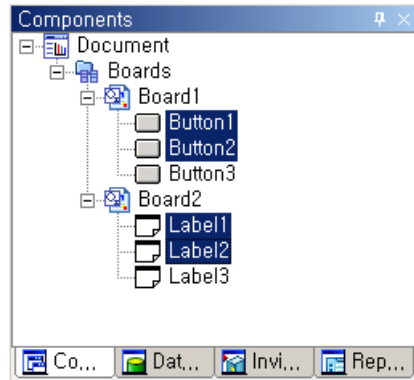 Components
Document
Boards
Board1
Button1
Button2
Button3
Board2
Label1
Label2
Label3
Co... Dat... Invi... Rep...